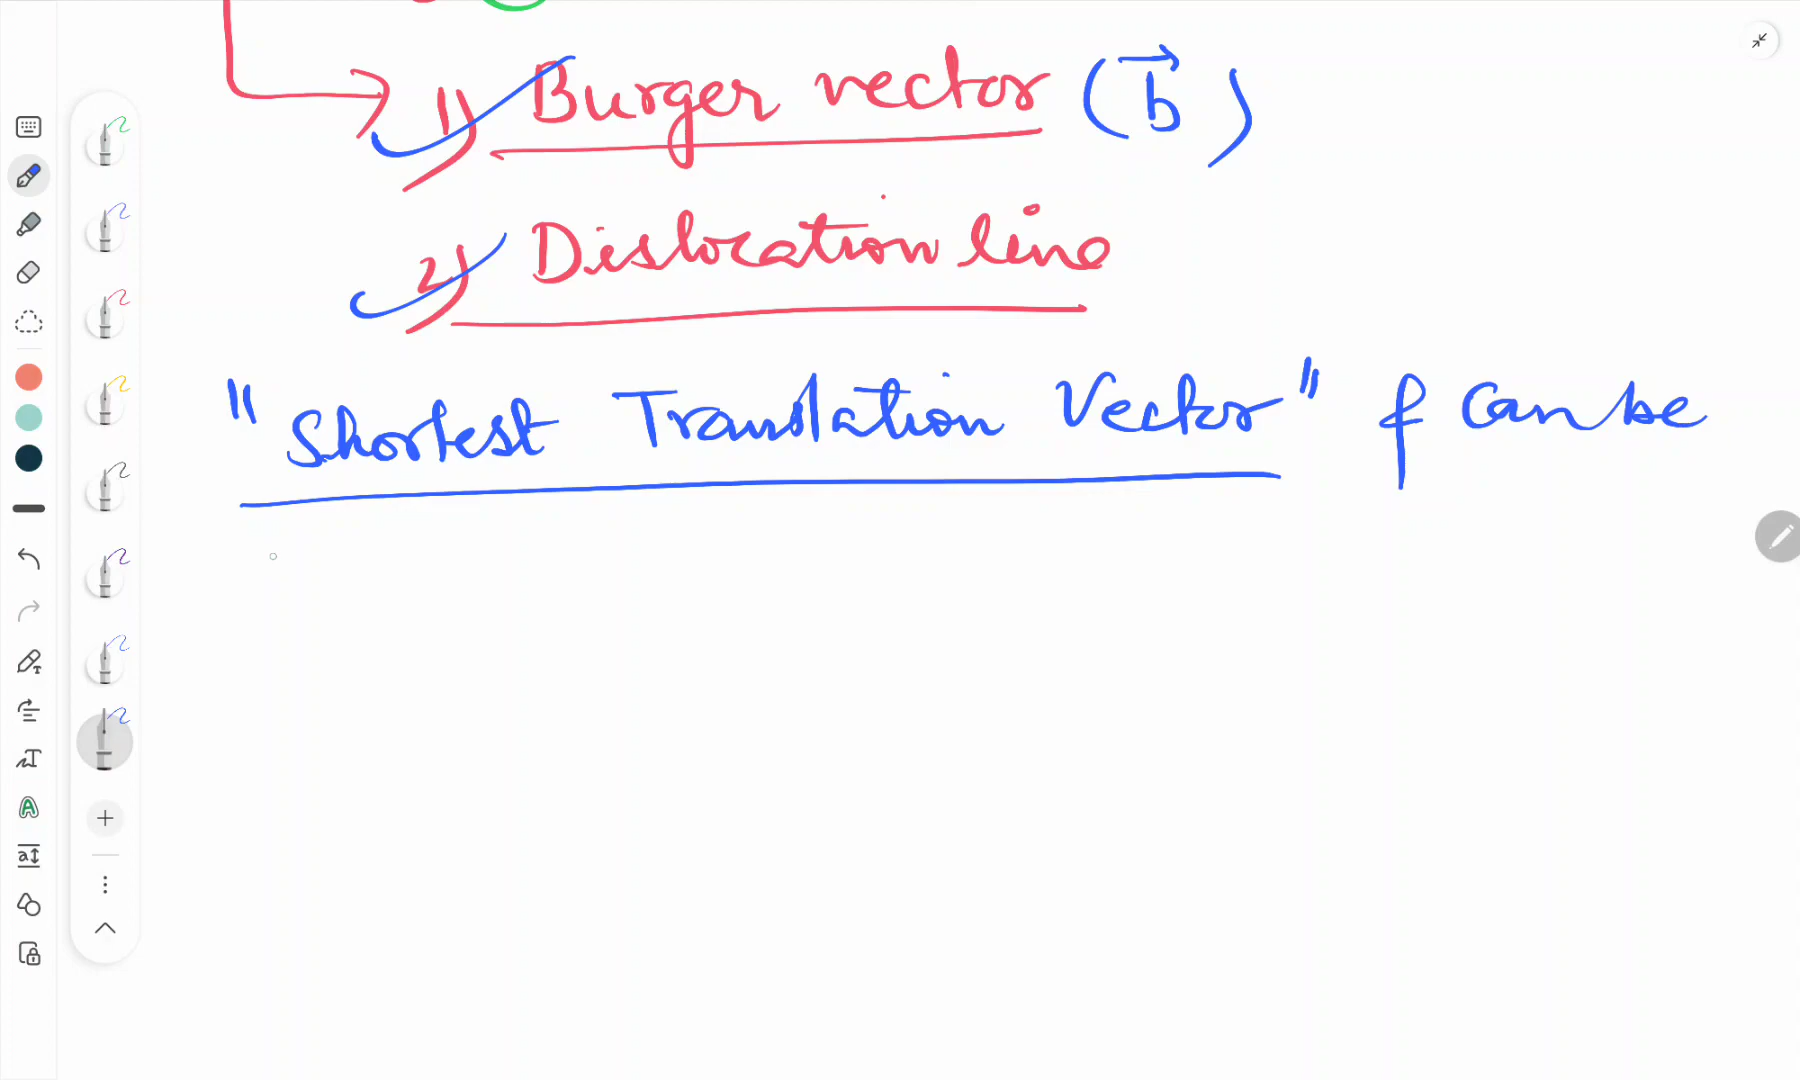 1) Burger vector (b→)
2) Dislocation line
"Shortest Translation Vector" f can be